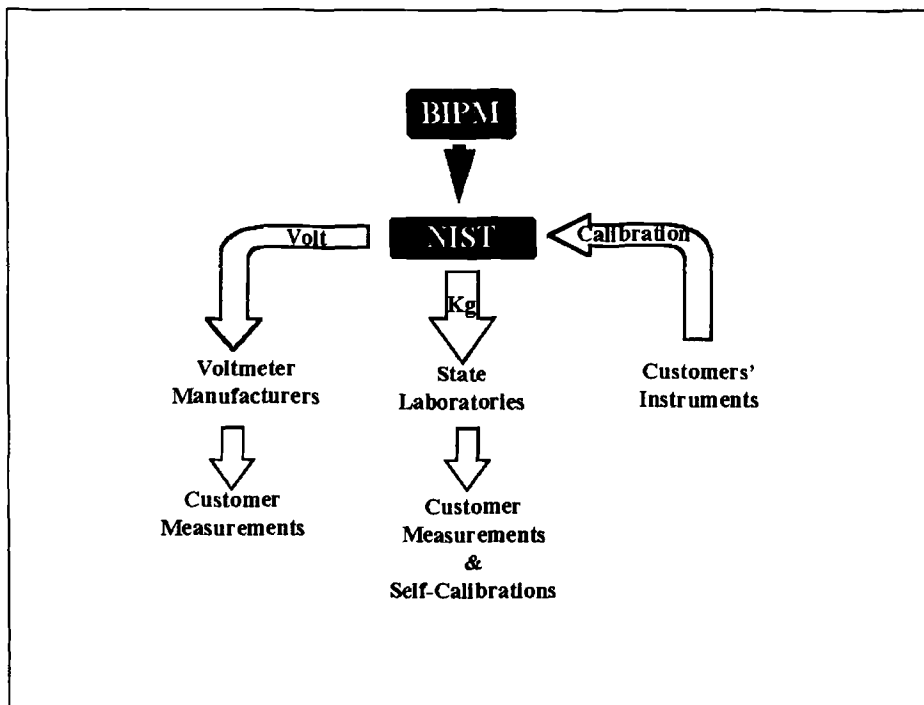 BIPM
NIST
Volt
Calibration
Kg
Voltmeter
Manufacturers
State
Laboratories
Customers'
Instruments
Customer
Measurements
Customer
Measurements
&
Self-Calibrations